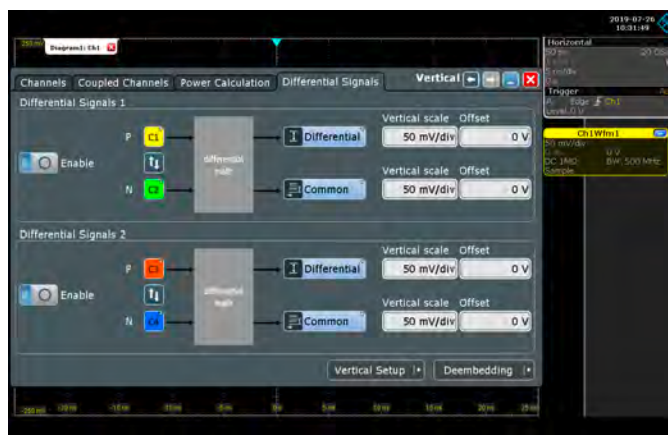 2019-07-26
10:31:49
Diagram1: Ch1
Horizontal
Channels Coupled Channels Power Calculation Differential Signals Vertical
Trigger
Edge Ch1
Level 0 V
Differential Signals 1
Vertical scale Offset
P C1 Differential 50 mV/div 0 V
Enable
differential
Vertical scale Offset
N C2 Common 50 mV/div 0 V
Ch1Wfm1
50 mV/div
0 V
DC 1MΩ BW: 500 MHz
Sample
Differential Signals 2
Vertical scale Offset
P C3 Differential 50 mV/div 0 V
Enable
Vertical scale Offset
N C4 Common 50 mV/div 0 V
Vertical Setup Deembedding